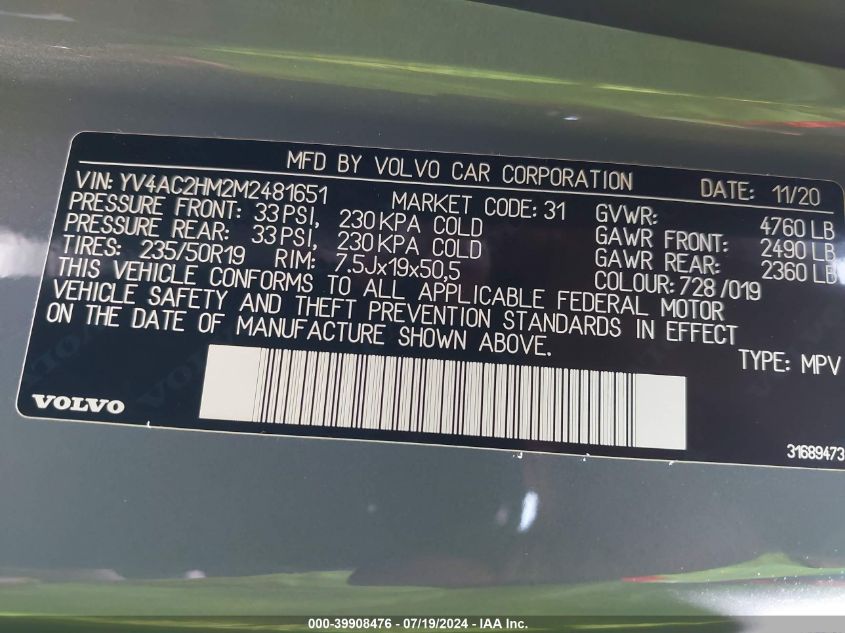 MFD BY VOLVO CAR CORPORATION DATE: 11/20
VIN: YV4AC2HM2M2481651 MARKET CODE: 31 GVWR: 4760 LB
PRESSURE FRONT: 33 PSI, 230 KPA COLD GAWR FRONT: 2490 LB
PRESSURE REAR: 33 PSI, 230 KPA COLD GAWR REAR: 2360 LB
TIRES: 235/50R19 RIM: 7.5Jx19x50,5 COLOUR: 728 /019
THIS VEHICLE CONFORMS TO ALL APPLICABLE FEDERAL MOTOR
VEHICLE SAFETY AND THEFT PREVENTION STANDARDS IN EFFECT
ON THE DATE OF MANUFACTURE SHOWN ABOVE.
TYPE: MPV
VOLVO
31689473
000-39908476 - 07/19/2024 - IAA Inc.